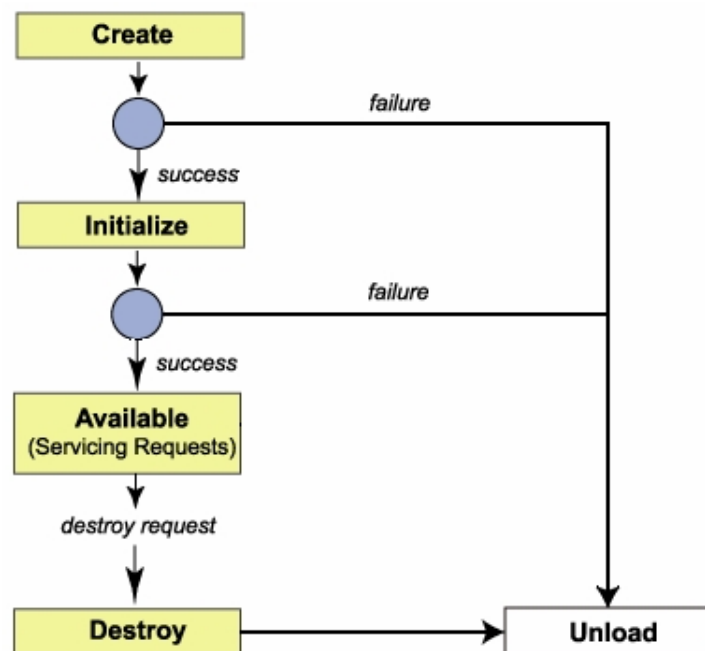 Create
failure
success
Initialize
failure
success
Available
(Servicing Requests)
destroy request
Destroy
Unload